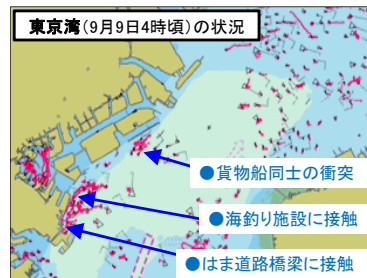 東京湾(9月9日4時頃)の状況
●貨物船同士の衝突
●海釣り施設に接触
●はま道路橋梁に接触